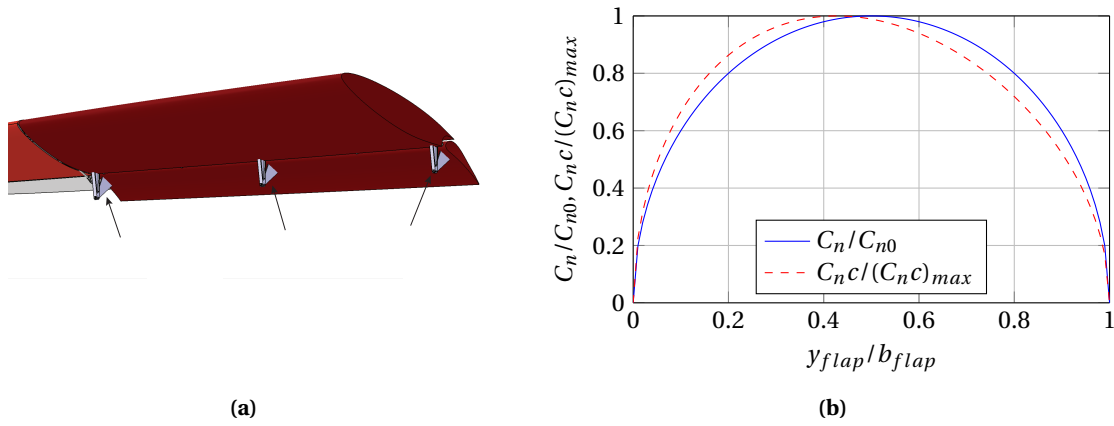 1
0.8
0.6
0.4
0.2
0
0 0.2 0.4 0.6 0.8 1
C_n/C_{n0}, C_n c/(C_n c)_{max}
C_n/C_{n0}
C_n c/(C_n c)_{max}
y_{flap}/b_{flap}
(a) (b)